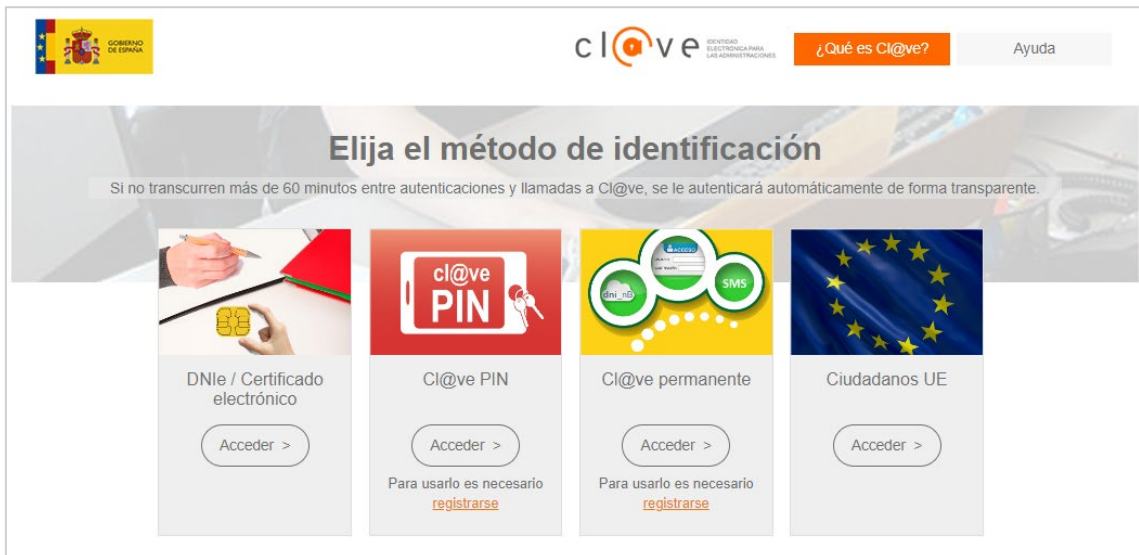 GOBIERNO
DE ESPAÑA
cl@ve
IDENTIDAD
ELECTRÓNICA PARA
LAS ADMINISTRACIONES
¿Qué es Cl@ve?
Ayuda
Elija el método de identificación
Si no transcurren más de 60 minutos entre autenticaciones y llamadas a Cl@ve, se le autenticará automáticamente de forma transparente.
cl@ve
PIN
ACCESO
dni_nB
SMS
DNIe / Certificado
electrónico
Acceder >
Cl@ve PIN
Acceder >
Para usarlo es necesario
registrarse
Cl@ve permanente
Acceder >
Para usarlo es necesario
registrarse
Ciudadanos UE
Acceder >